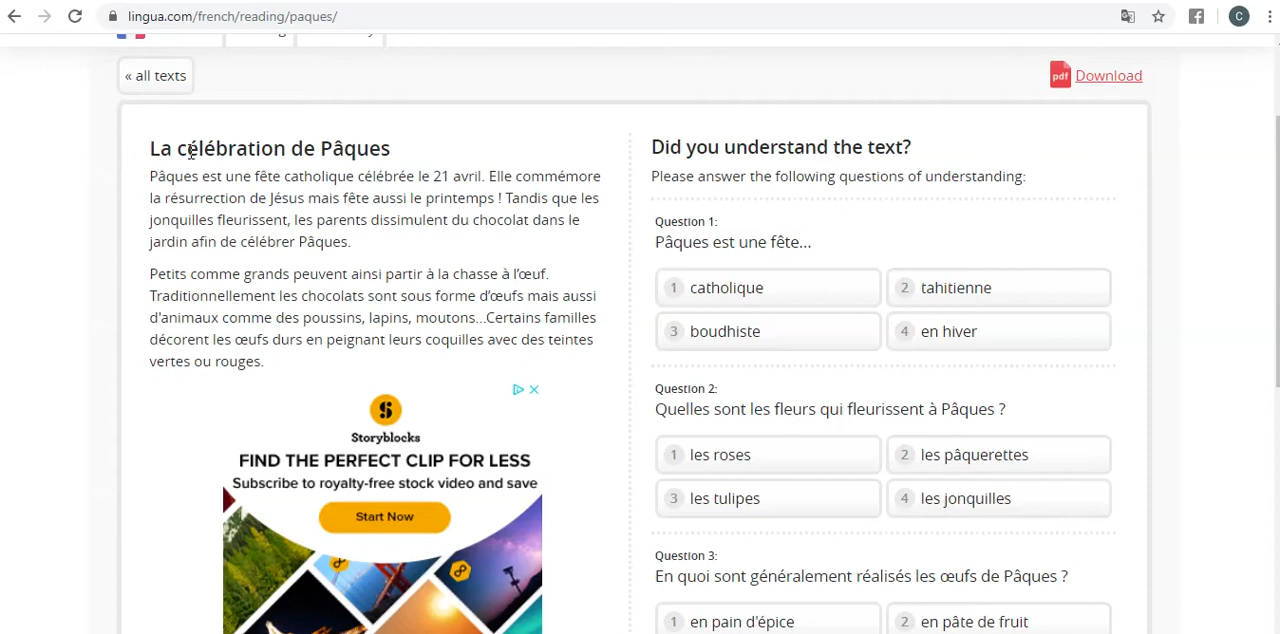 lingua.com/french/reading/paques/
C
« all texts
pdf Download
La célébration de Pâques
Pâques est une fête catholique célébrée le 21 avril. Elle commémore
la résurrection de Jésus mais fête aussi le printemps ! Tandis que les
jonquilles fleurissent, les parents dissimulent du chocolat dans le
jardin afin de célébrer Pâques.
Petits comme grands peuvent ainsi partir à la chasse à l’œuf.
Traditionnellement les chocolats sont sous forme d’œufs mais aussi
d'animaux comme des poussins, lapins, moutons...Certains familles
décorent les œufs durs en peignant leurs coquilles avec des teintes
vertes ou rouges.
Storyblocks
FIND THE PERFECT CLIP FOR LESS
Subscribe to royalty-free stock video and save
Start Now
Did you understand the text?
Please answer the following questions of understanding:
Question 1:
Pâques est une fête...
1 catholique
2 tahitienne
3 boudhiste
4 en hiver
Question 2:
Quelles sont les fleurs qui fleurissent à Pâques ?
1 les roses
2 les pâquerettes
3 les tulipes
4 les jonquilles
Question 3:
En quoi sont généralement réalisés les œufs de Pâques ?
1 en pain d'épice
2 en pâte de fruit